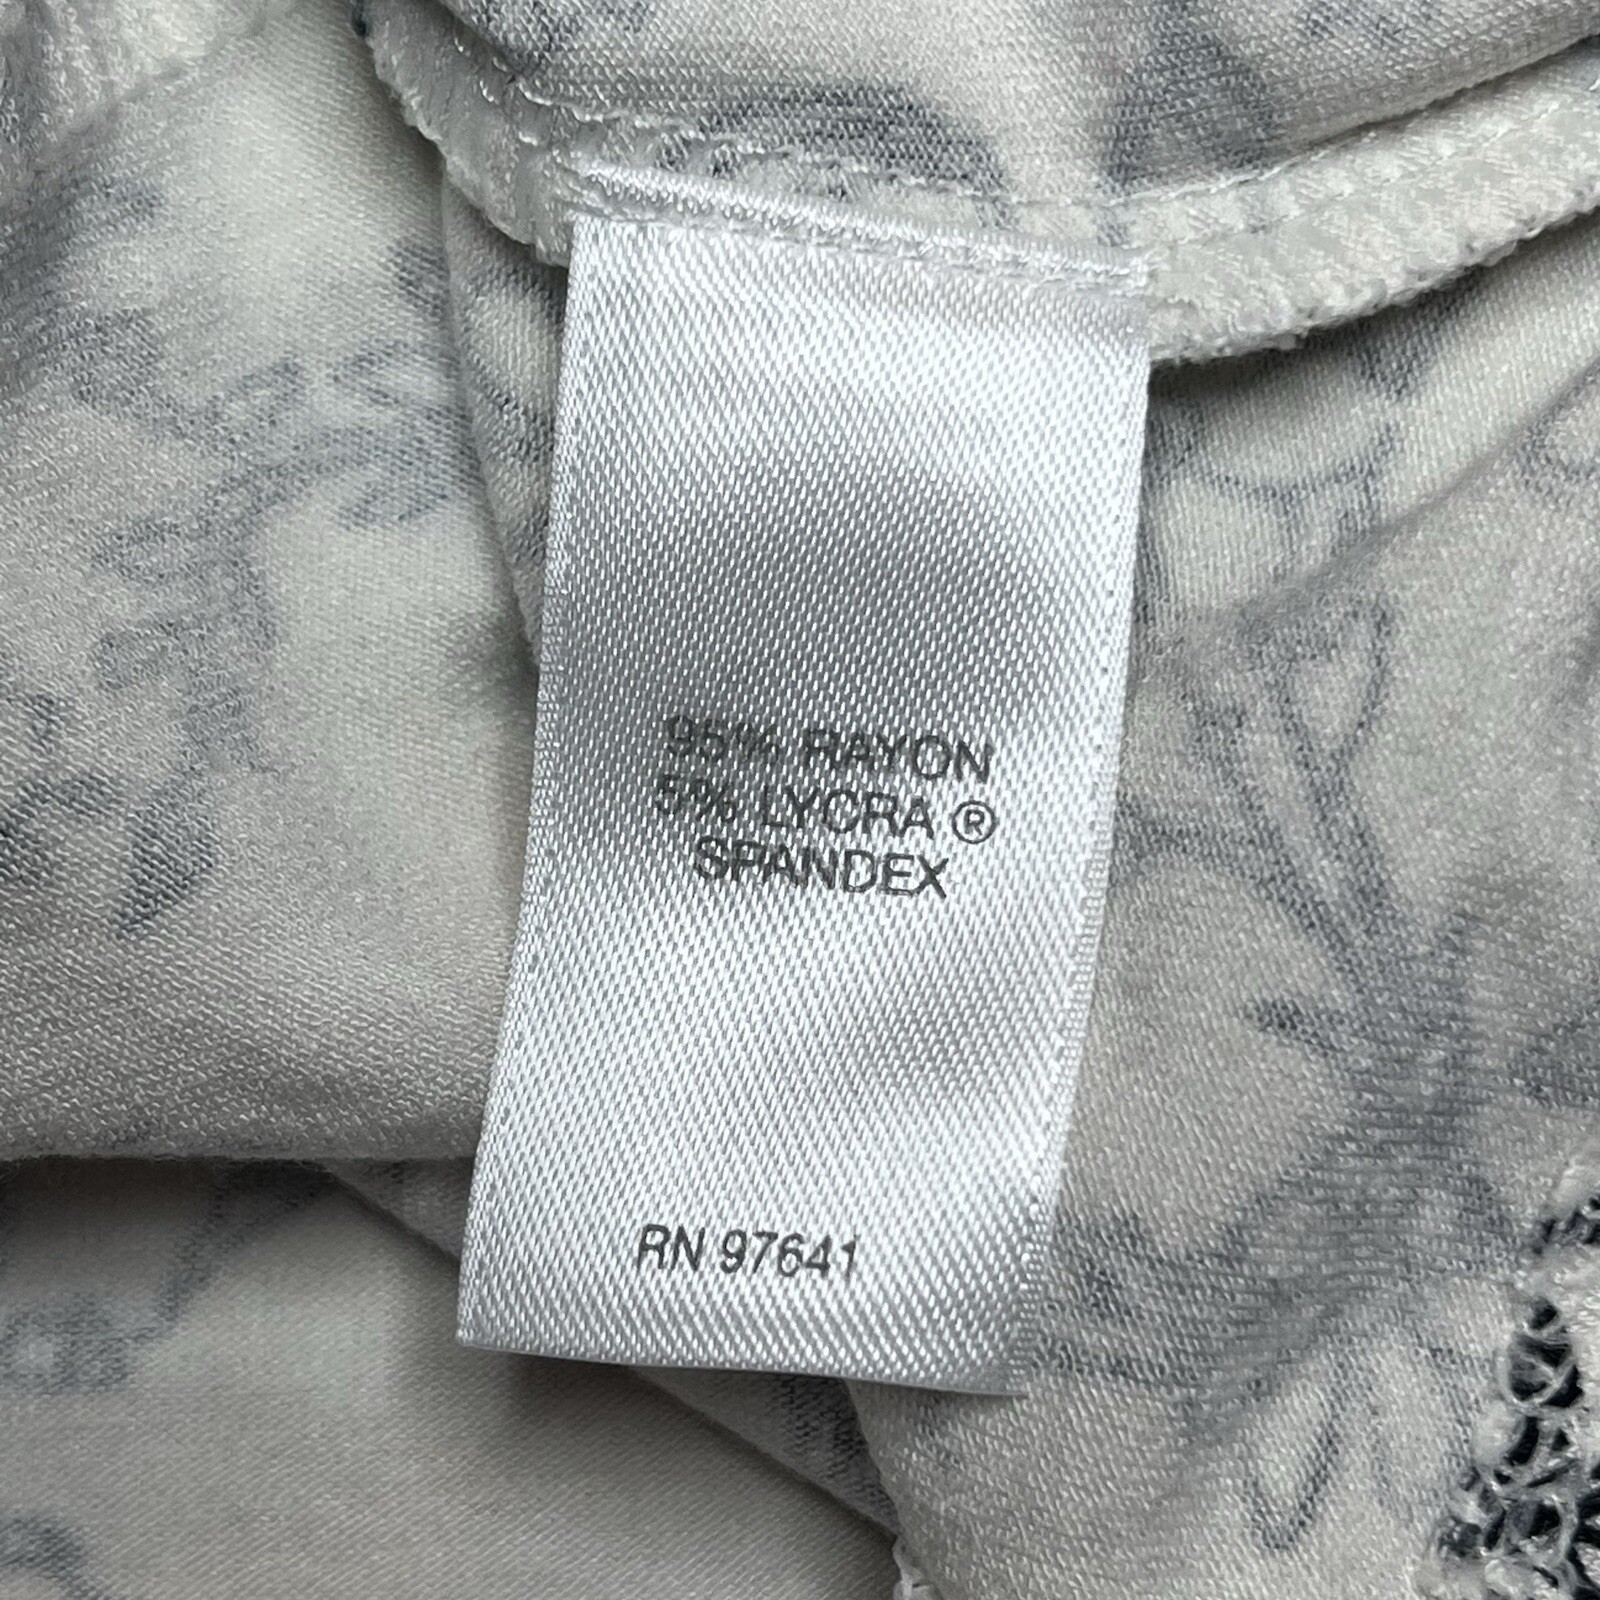 95% RAYON
5% LYCRA ®
SPANDEX
RN 97641